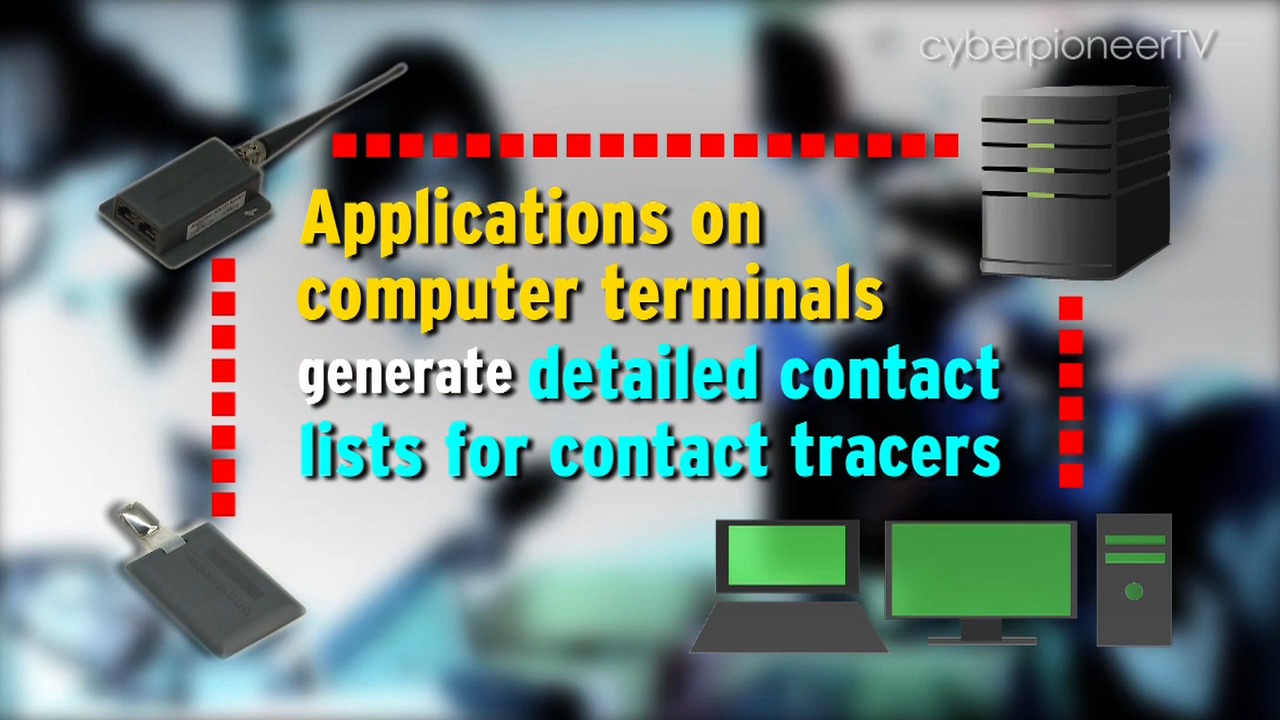 cyberpioneerTV
Applications on
computer terminals
generate detailed contact
lists for contact tracers